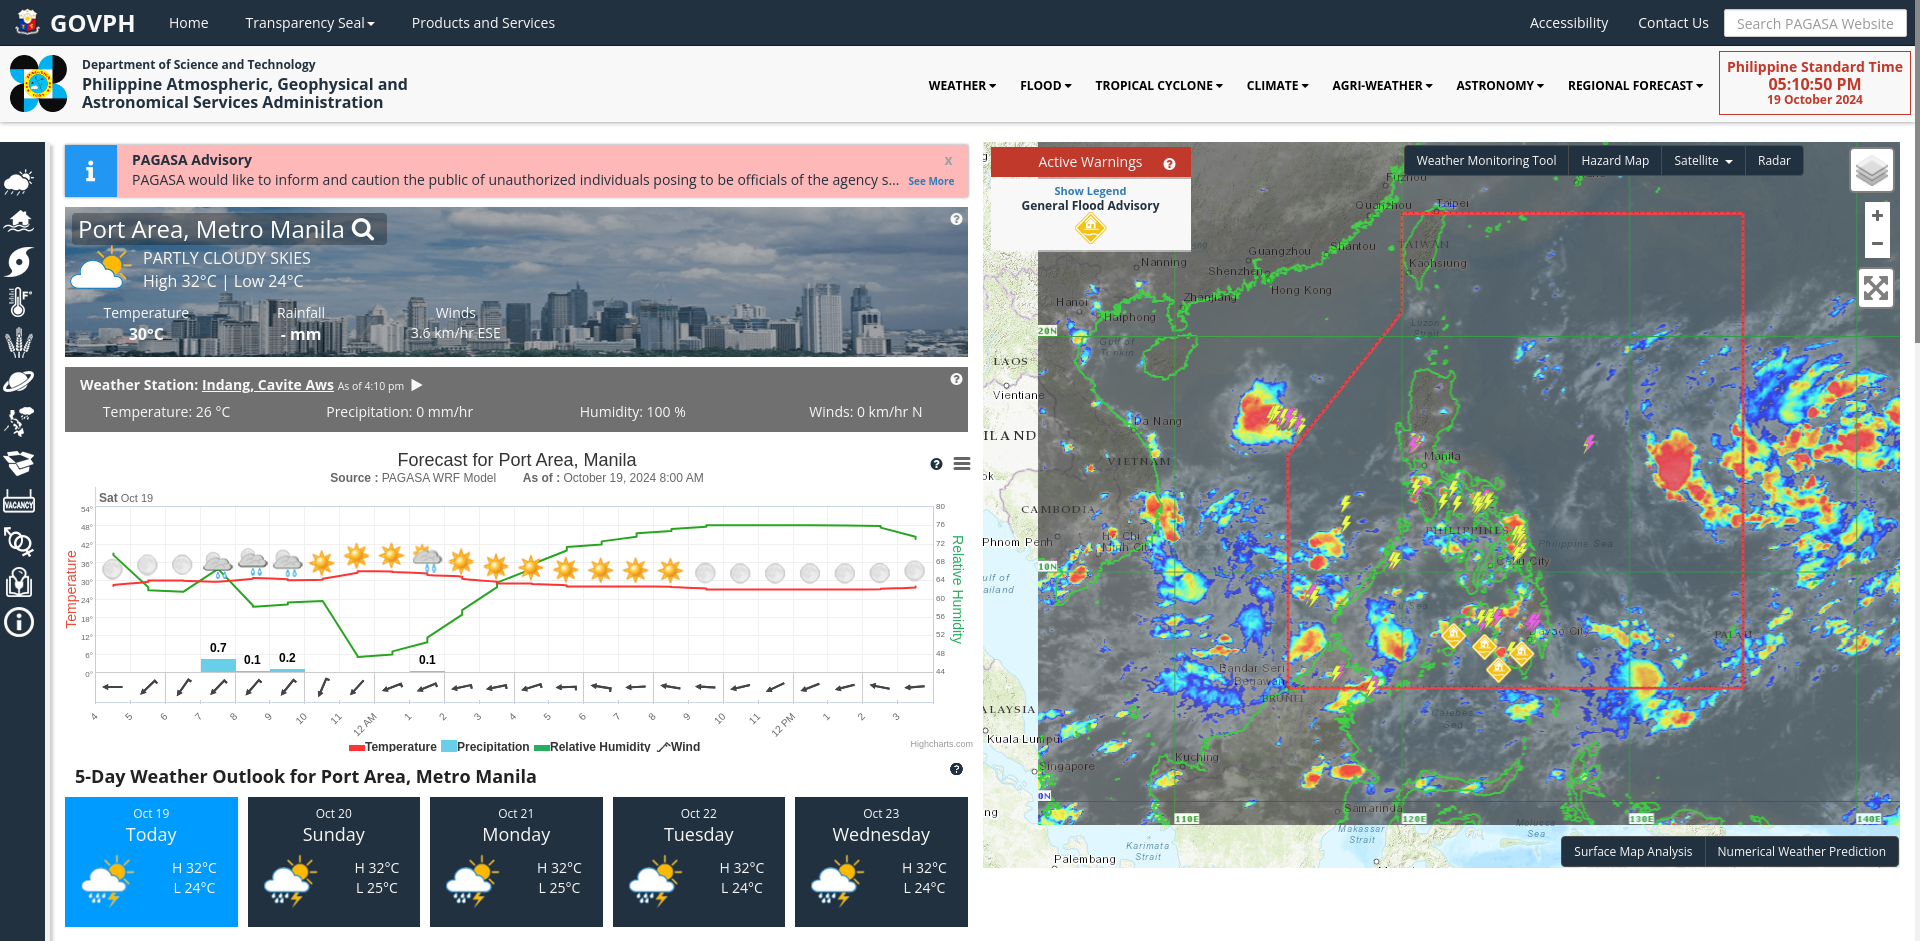 GOVPH
Home
Transparency Seal
Products and Services
Accessibility
Contact Us
Search PAGASA Website
Department of Science and Technology
Philippine Atmospheric, Geophysical and
Astronomical Services Administration
WEATHER
FLOOD
TROPICAL CYCLONE
CLIMATE
AGRI-WEATHER
ASTRONOMY
REGIONAL FORECAST
Philippine Standard Time
05:10:50 PM
19 October 2024
PAGASA Advisory
x
PAGASA would like to inform and caution the public of unauthorized individuals posing to be officials of the agency s...
See More
Port Area, Metro Manila
PARTLY CLOUDY SKIES
High 32°C | Low 24°C
Temperature
Rainfall
Winds
30°C
- mm
3.6 km/hr ESE
Weather Station: Indang, Cavite Aws As of 4:10 pm
Temperature: 26 °C
Precipitation: 0 mm/hr
Humidity: 100 %
Winds: 0 km/hr N
Forecast for Port Area, Manila
Source : PAGASA WRF Model As of : October 19, 2024 8:00 AM
Sat Oct 19
54°
48°
42°
36°
30°
24°
18°
12°
6°
0°
Temperature
80
76
72
68
64
60
56
52
48
44
Relative Humidity
0.7
0.1
0.2
0.1
4 5 6 7 8 9 10 11 12 AM 1 2 3 4 5 6 7 8 9 10 11 12 PM 1 2 3
Temperature Precipitation Relative Humidity Wind
Highcharts.com
5-Day Weather Outlook for Port Area, Metro Manila
Oct 19
Today
H 32°C
L 24°C
Oct 20
Sunday
H 32°C
L 25°C
Oct 21
Monday
H 32°C
L 25°C
Oct 22
Tuesday
H 32°C
L 24°C
Oct 23
Wednesday
H 32°C
L 24°C
VACANCY
Active Warnings
Show Legend
General Flood Advisory
Weather Monitoring Tool
Hazard Map
Satellite
Radar
+
−
Fuzhou
Quanzhou
Taipei
Guangzhou
Shantou
TAIWAN
Nanning
Shenzhen
Kaohsiung
Hanoi
Zhanjiang
Hong Kong
Haiphong
20N
Luzon
Strait
Gulf of
Tonkin
LAOS
Vientiane
Da Nang
ILAND
VIETNAM
Manila
ok
CAMBODIA
PHILIPPINES
Phnom Penh
Ho Chi
Minh City
Philippine Sea
Cebu City
10N
ulf of
ailand
Davao City
PALAU
Bandar Seri
Begawan
BRUNEI
ALAYSIA
Celebes
Sea
Kuala Lumpur
Kuching
Singapore
0N
ng
Samarinda
110E
120E
130E
140E
Makassar
Strait
Molucca
Sea
Karimata
Strait
Palembang
Surface Map Analysis
Numerical Weather Prediction